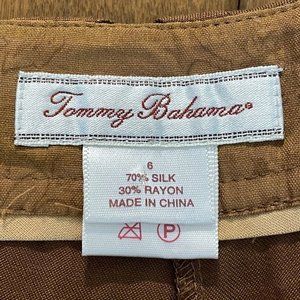 Tommy Bahama®
6
70% SILK
30% RAYON
MADE IN CHINA
P